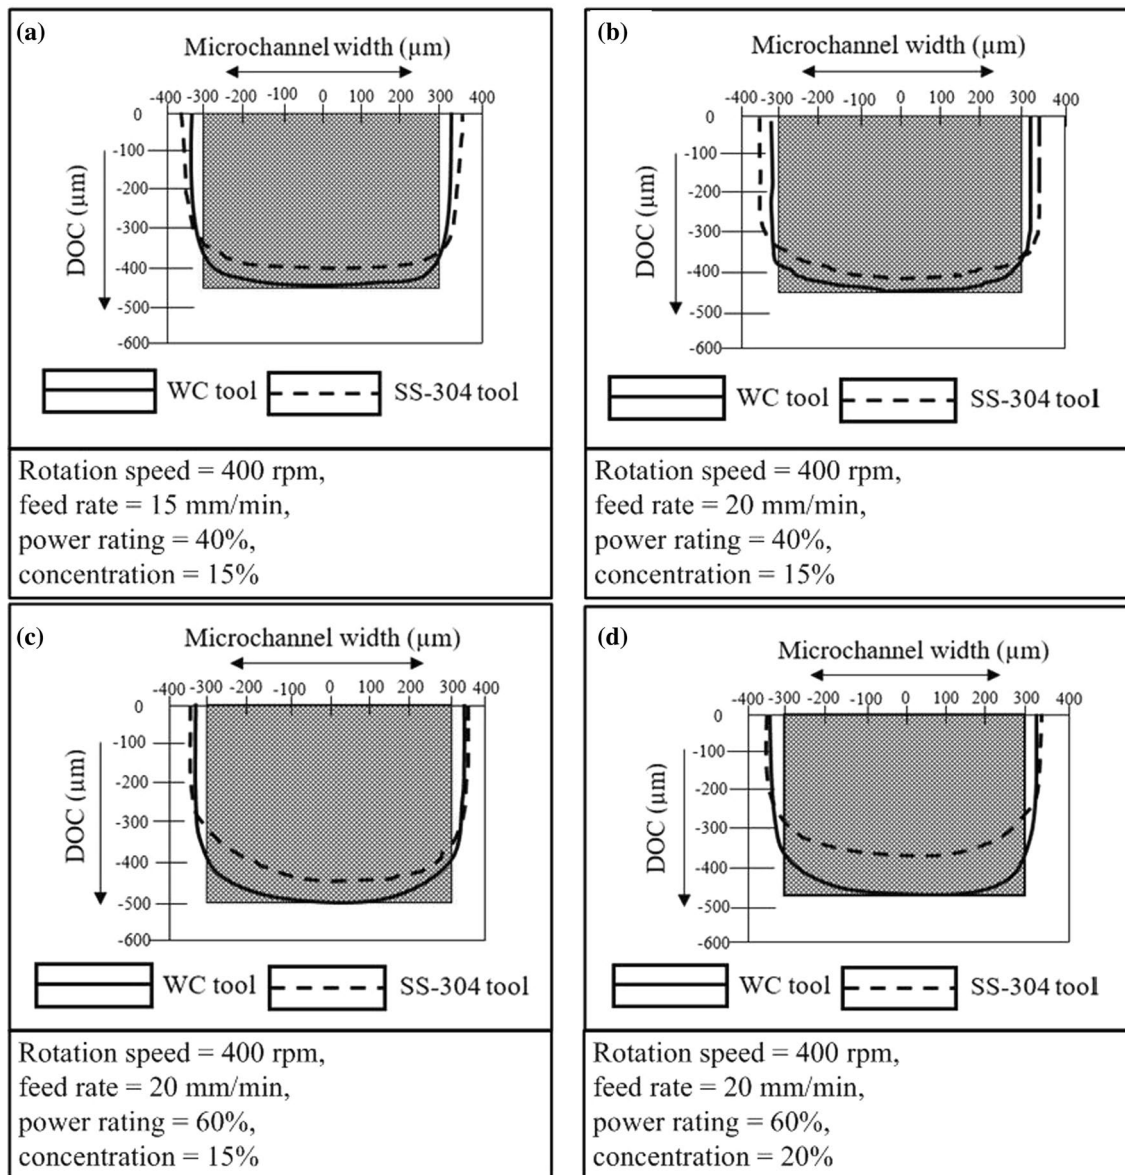 (a)
Microchannel width (µm)
-400 -300 -200 -100 0 100 200 300 400
0
-100
-200
-300
-400
-500
-600
DOC (µm)
WC tool SS-304 tool
Rotation speed = 400 rpm,
feed rate = 15 mm/min,
power rating = 40%,
concentration = 15%
(b)
Microchannel width (µm)
-400 -300 -200 -100 0 100 200 300 400
0
-100
-200
-300
-400
-500
-600
DOC (µm)
WC tool SS-304 tool
Rotation speed = 400 rpm,
feed rate = 20 mm/min,
power rating = 40%,
concentration = 15%
(c)
Microchannel width (µm)
-400 -300 -200 -100 0 100 200 300 400
0
-100
-200
-300
-400
-500
-600
DOC (µm)
WC tool SS-304 tool
Rotation speed = 400 rpm,
feed rate = 20 mm/min,
power rating = 60%,
concentration = 15%
(d)
Microchannel width (µm)
-400 -300 -200 -100 0 100 200 300 400
0
-100
-200
-300
-400
-500
-600
DOC (µm)
WC tool SS-304 tool
Rotation speed = 400 rpm,
feed rate = 20 mm/min,
power rating = 60%,
concentration = 20%